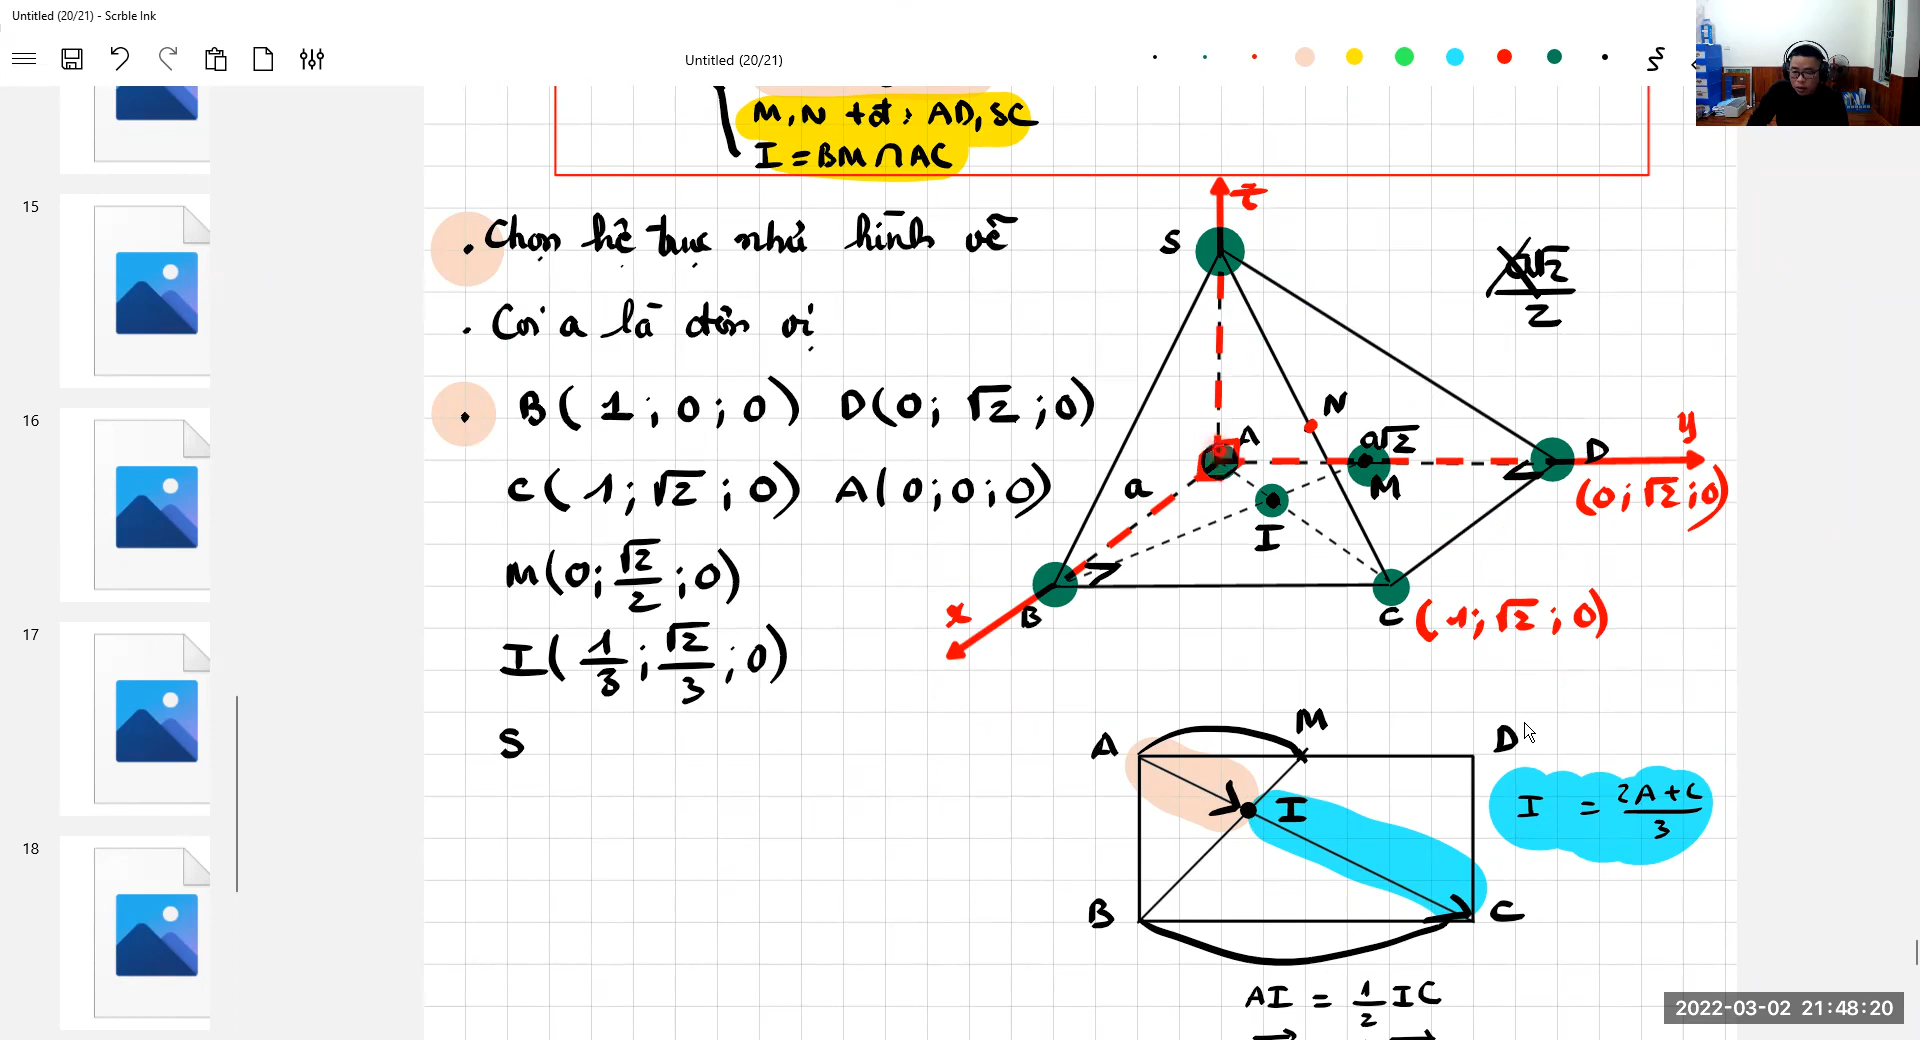 Untitled (20/21) - Scrble Ink
Untitled (20/21)
15
16
17
18
M, N tđ: AD, SC
I = BM ∩ AC
. Chọn hệ trục như hình vẽ
. Coi a là đơn vị
. B(1; 0; 0) D(0; √2; 0)
C(1; √2; 0) A(0; 0; 0)
M(0; √2/2; 0)
I(1/3; √2/3; 0)
S
z
S
a√2/2
N
A
a√2
y
D
M
(0; √2; 0)
a
I
x
B
C (1; √2; 0)
A
M
D
I
I = 2A + C / 3
B
C
AI = 1/2 IC
2022-03-02 21:48:20